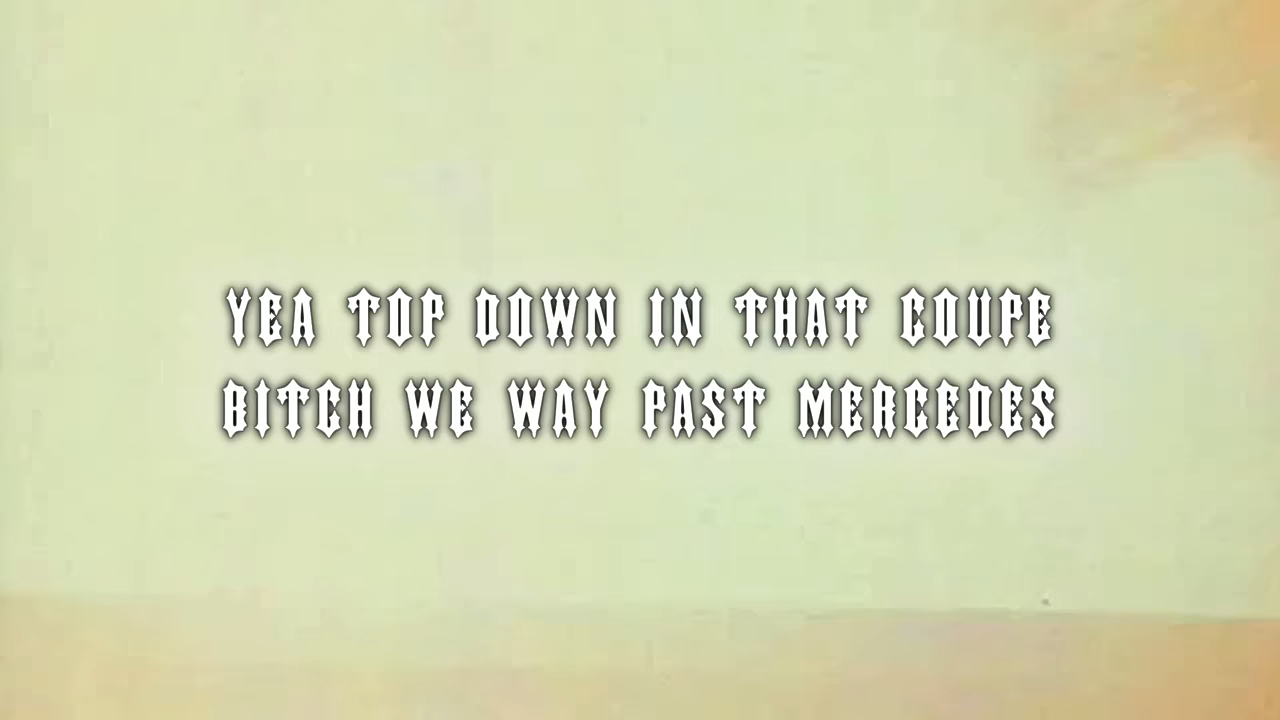 YEA TOP DOWN IN THAT COUPE
BITCH WE WAY PAST MERCEDES